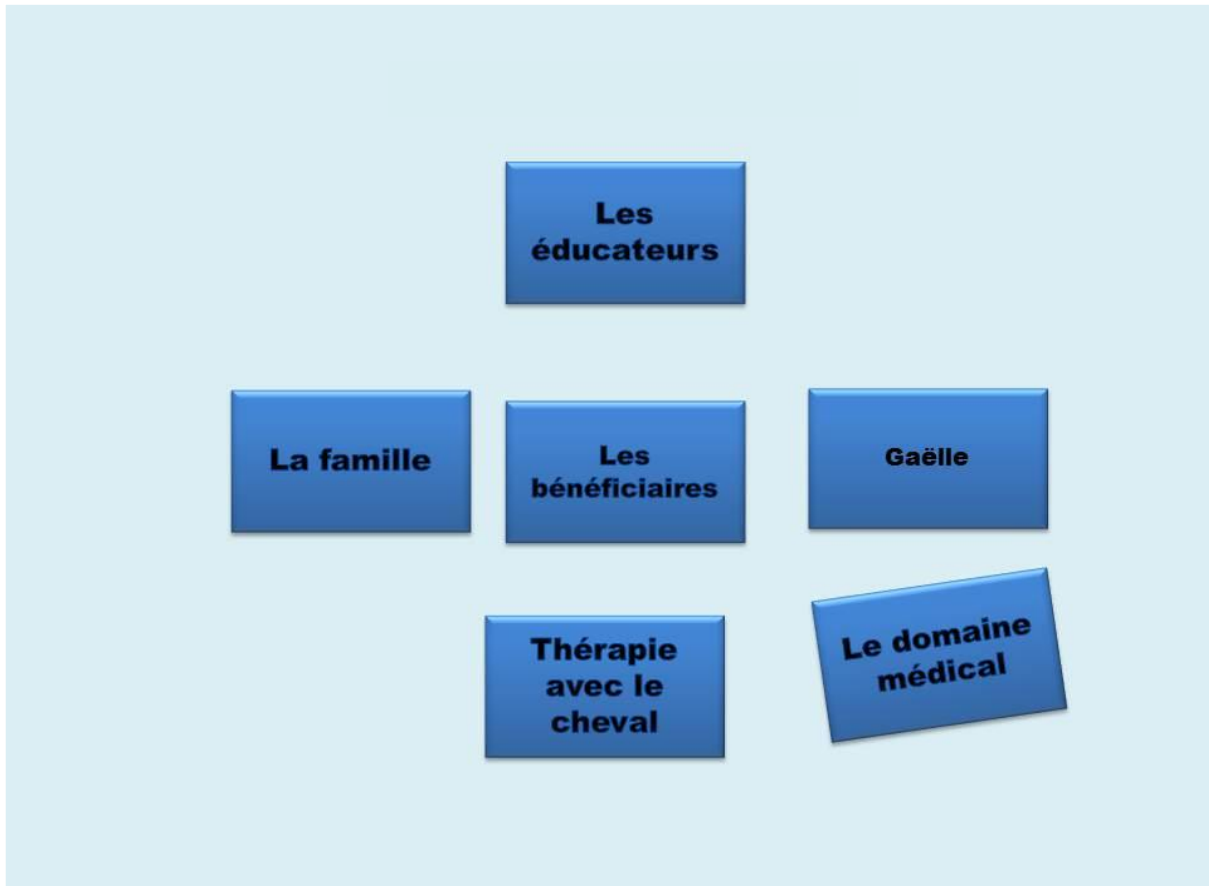 Les
éducateurs
La famille
Les
bénéficiaires
Gaëlle
Thérapie
avec le
cheval
Le domaine
médical